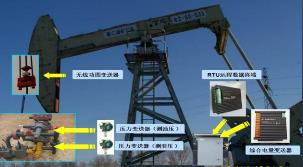 无线功图变送器
RTU远程数据终端
压力变送器（测油压）
压力变送器（测套压）
综合电量变送器